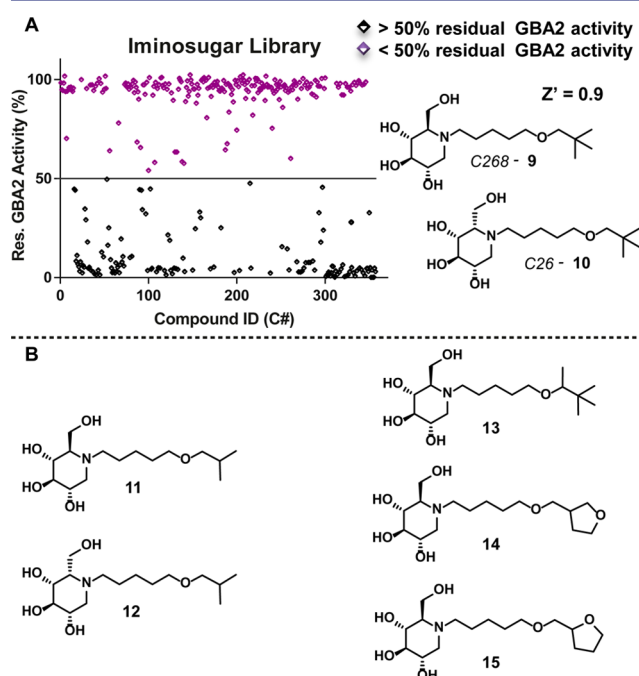 A
Iminosugar Library
> 50% residual GBA2 activity
< 50% residual GBA2 activity
Z' = 0.9
Res. GBA2 Activity (%)
100
50
0
0 100 200 300
Compound ID (C#)
OH
HO
N
O
HO
OH
C268 - 9
OH
HO
N
O
HO
OH
C26 - 10
B
OH
HO
N
O
HO
OH
11
OH
HO
N
O
HO
OH
12
OH
HO
N
O
HO
OH
13
OH
HO
N
O
O
HO
OH
14
OH
HO
N
O
O
HO
OH
15